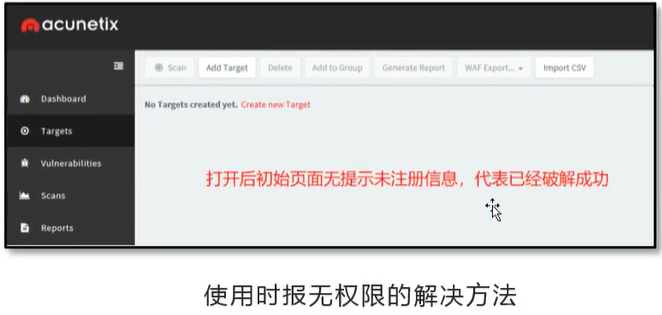 acunetix
Scan Add Target Delete Add to Group Generate Report WAF Export... Import CSV
Dashboard
No Targets created yet. Create new Target
Targets
Vulnerabilities
打开后初始页面无提示未注册信息，代表已经破解成功
Scans
Reports
使用时报无权限的解决方法